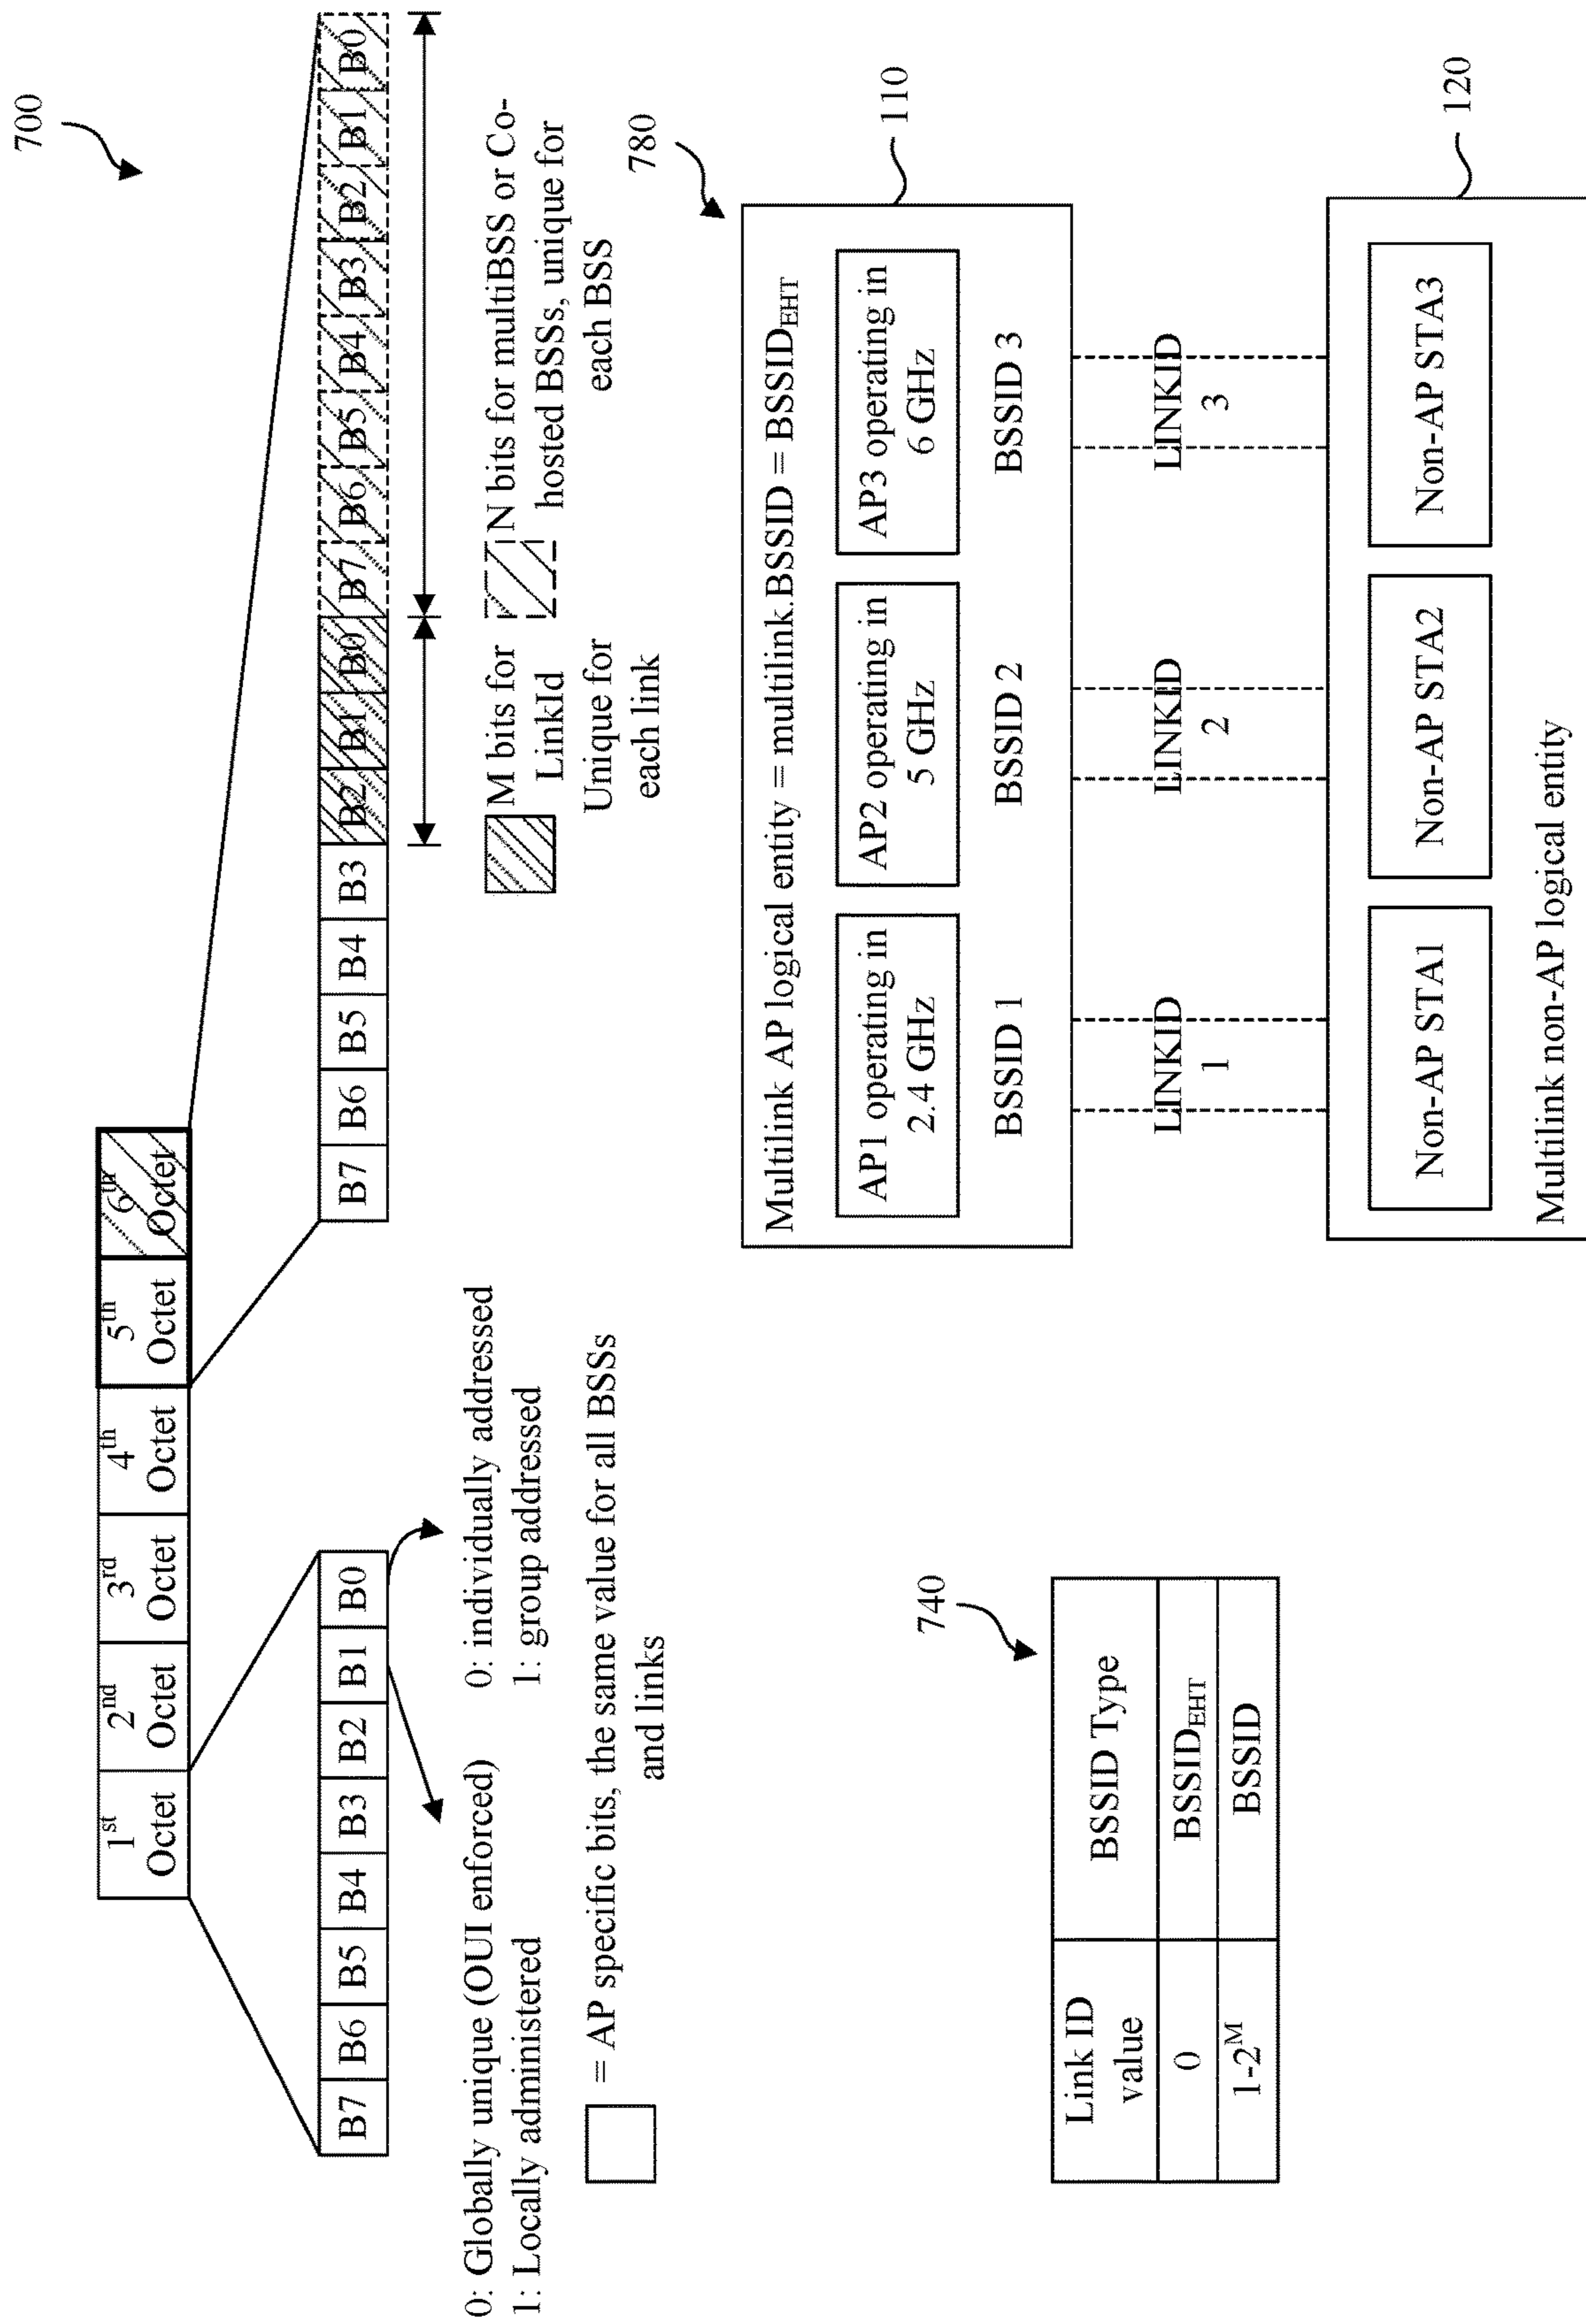 700
1st Octet
2nd Octet
3rd Octet
4th Octet
5th Octet
6th Octet
B7 B6 B5 B4 B3 B2 B1 B0
B7 B6 B5 B4 B3 B2 B1 B0 B7 B6 B5 B4 B3 B2 B1 B0
0: Globally unique (OUI enforced)
1: Locally administered
0: individually addressed
1: group addressed
= AP specific bits, the same value for all BSSs
and links
M bits for
LinkId
Unique for
each link
N bits for multiBSS or Co-
hosted BSSs, unique for
each BSS
740
Link ID
value
BSSID Type
0 BSSIDEHT
1-2M BSSID
780
Multilink AP logical entity = multilink.BSSID = BSSIDEHT
110
AP1 operating in
2.4 GHz
AP2 operating in
5 GHz
AP3 operating in
6 GHz
BSSID 1 BSSID 2 BSSID 3
LINKID
1
LINKID
2
LINKID
3
120
Non-AP STA1 Non-AP STA2 Non-AP STA3
Multilink non-AP logical entity